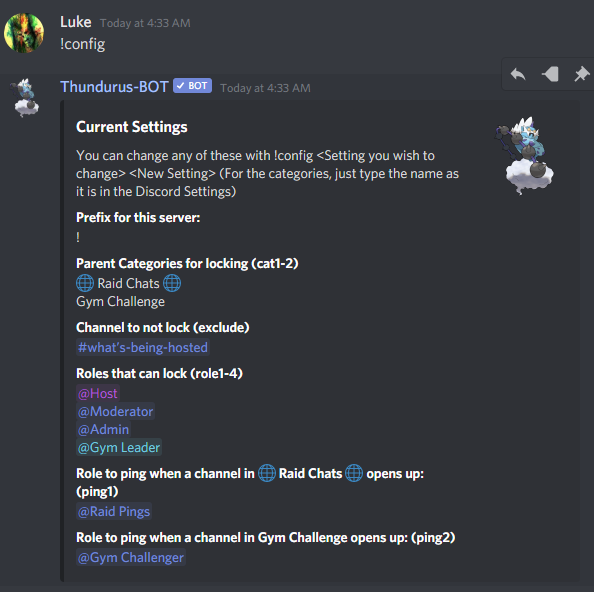 Luke Today at 4:33 AM
!config
Thundurus-BOT ✓ BOT Today at 4:33 AM
Current Settings
You can change any of these with !config <Setting you wish to
change> <New Setting> (For the categories, just type the name as
it is in the Discord Settings)
Prefix for this server:
!
Parent Categories for locking (cat1-2)
🌐 Raid Chats 🌐
Gym Challenge
Channel to not lock (exclude)
#what's-being-hosted
Roles that can lock (role1-4)
@Host
@Moderator
@Admin
@Gym Leader
Role to ping when a channel in 🌐 Raid Chats 🌐 opens up:
(ping1)
@Raid Pings
Role to ping when a channel in Gym Challenge opens up: (ping2)
@Gym Challenger